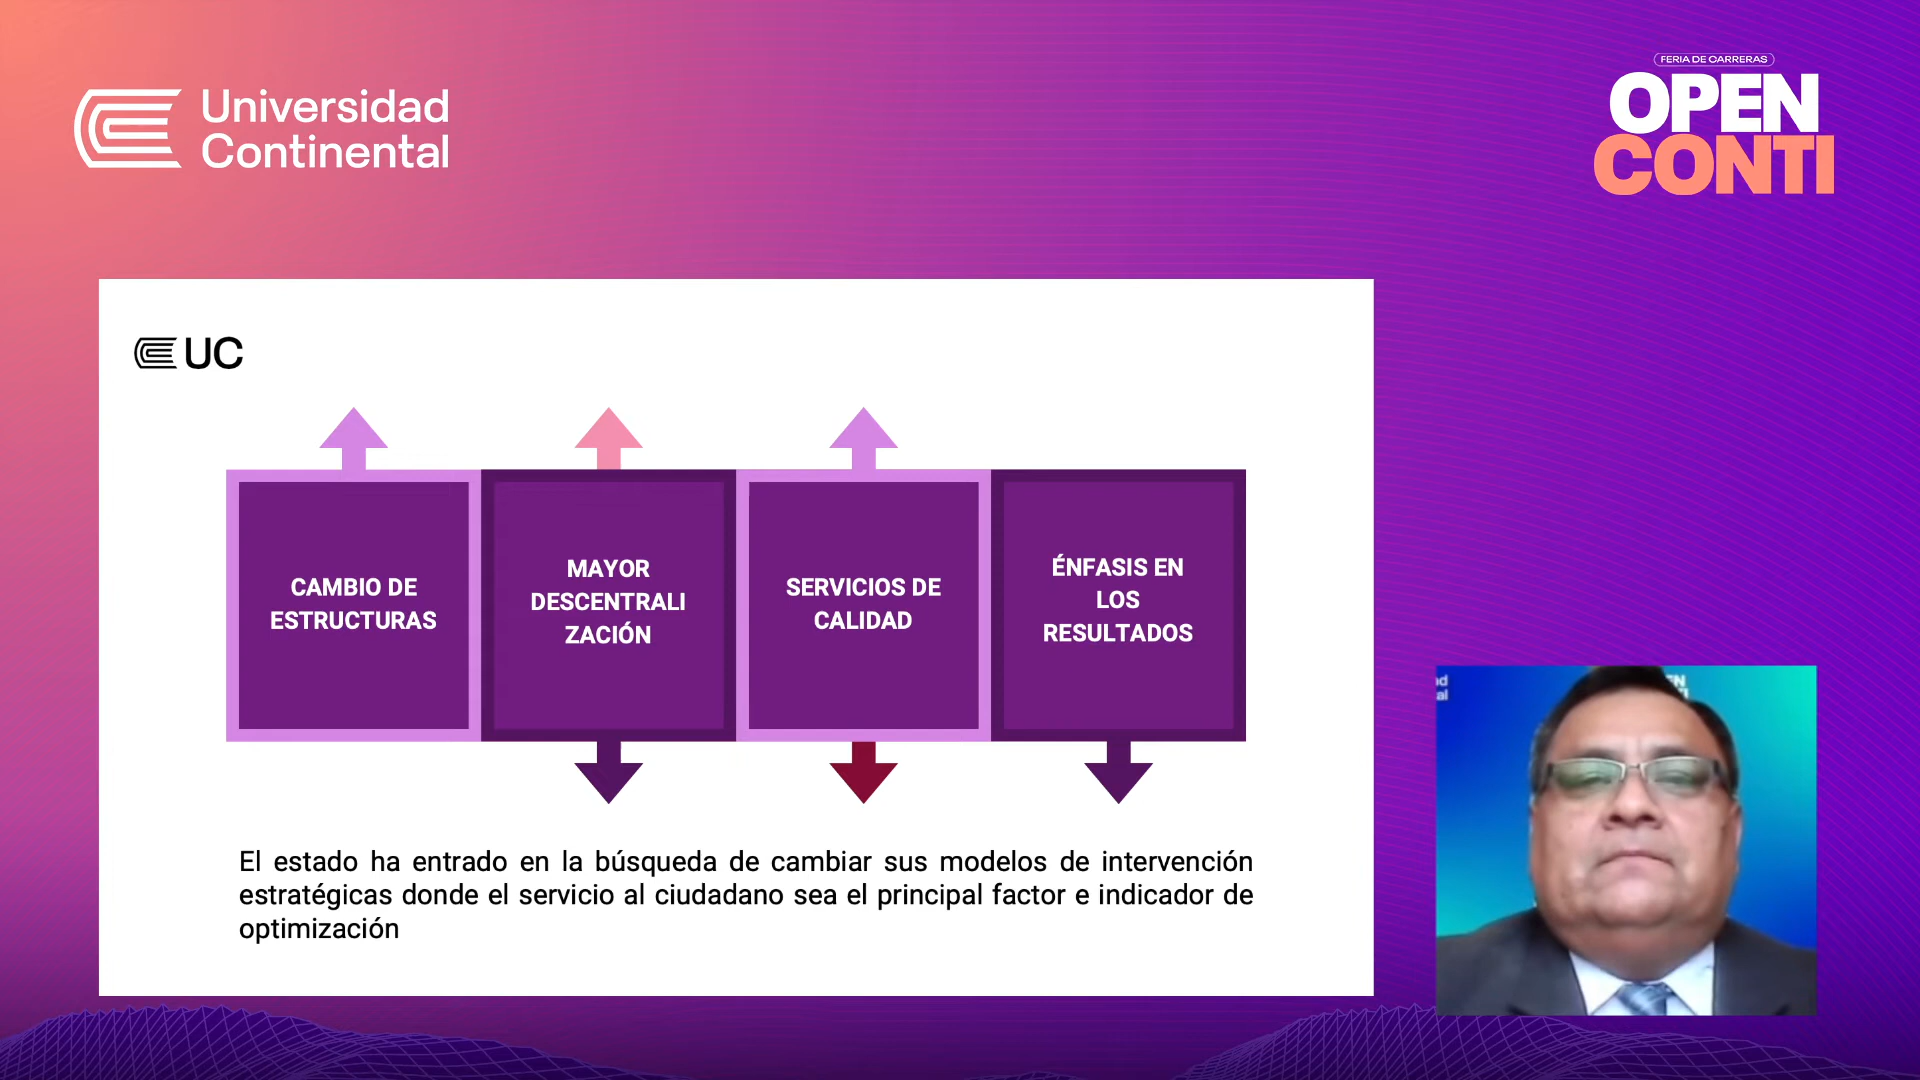 Universidad
Continental
FERIA DE CARRERAS
OPEN
CONTI
UC
CAMBIO DE
ESTRUCTURAS
MAYOR
DESCENTRALI
ZACIÓN
SERVICIOS DE
CALIDAD
ÉNFASIS EN
LOS
RESULTADOS
El estado ha entrado en la búsqueda de cambiar sus modelos de intervención
estratégicas donde el servicio al ciudadano sea el principal factor e indicador de
optimización